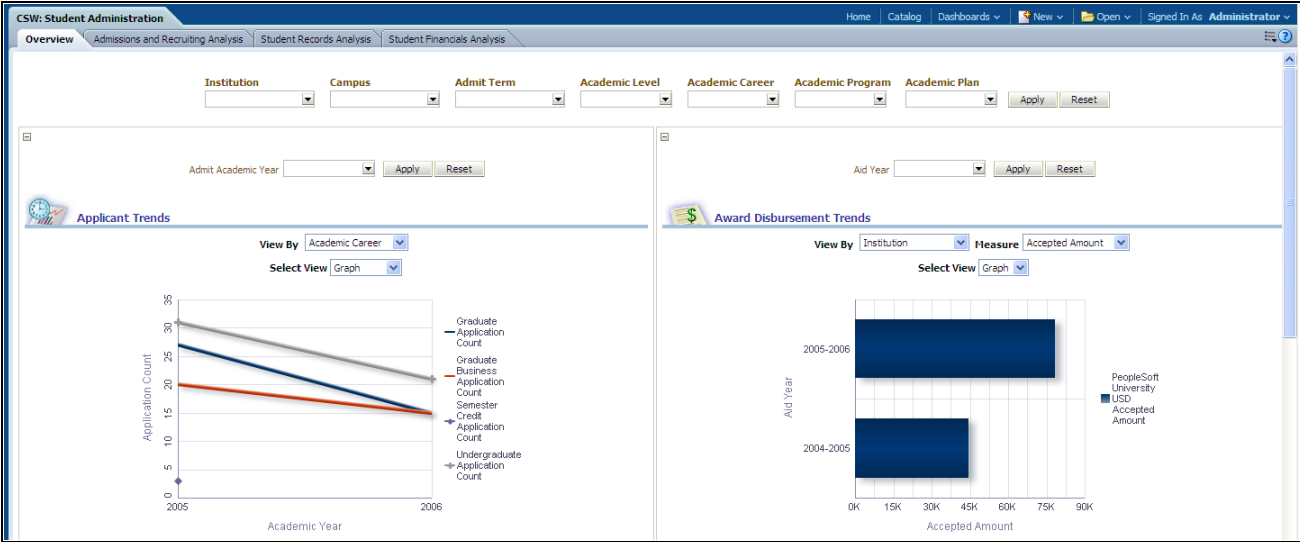 CSW: Student Administration
Home Catalog Dashboards New Open Signed In As Administrator
Overview Admissions and Recruiting Analysis Student Records Analysis Student Financials Analysis
Institution Campus Admit Term Academic Level Academic Career Academic Program Academic Plan
Apply Reset
Admit Academic Year Apply Reset
Applicant Trends
View By Academic Career
Select View Graph
35
30
25
20
15
10
5
0
Application Count
2005 2006
Academic Year
Graduate
Application
Count
Graduate
Business
Application
Count
Semester
Credit
Application
Count
Undergraduate
Application
Count
Aid Year Apply Reset
$
Award Disbursement Trends
View By Institution Measure Accepted Amount
Select View Graph
Aid Year
2005-2006
2004-2005
0K 15K 30K 45K 60K 75K 90K
Accepted Amount
PeopleSoft
University
USD
Accepted
Amount